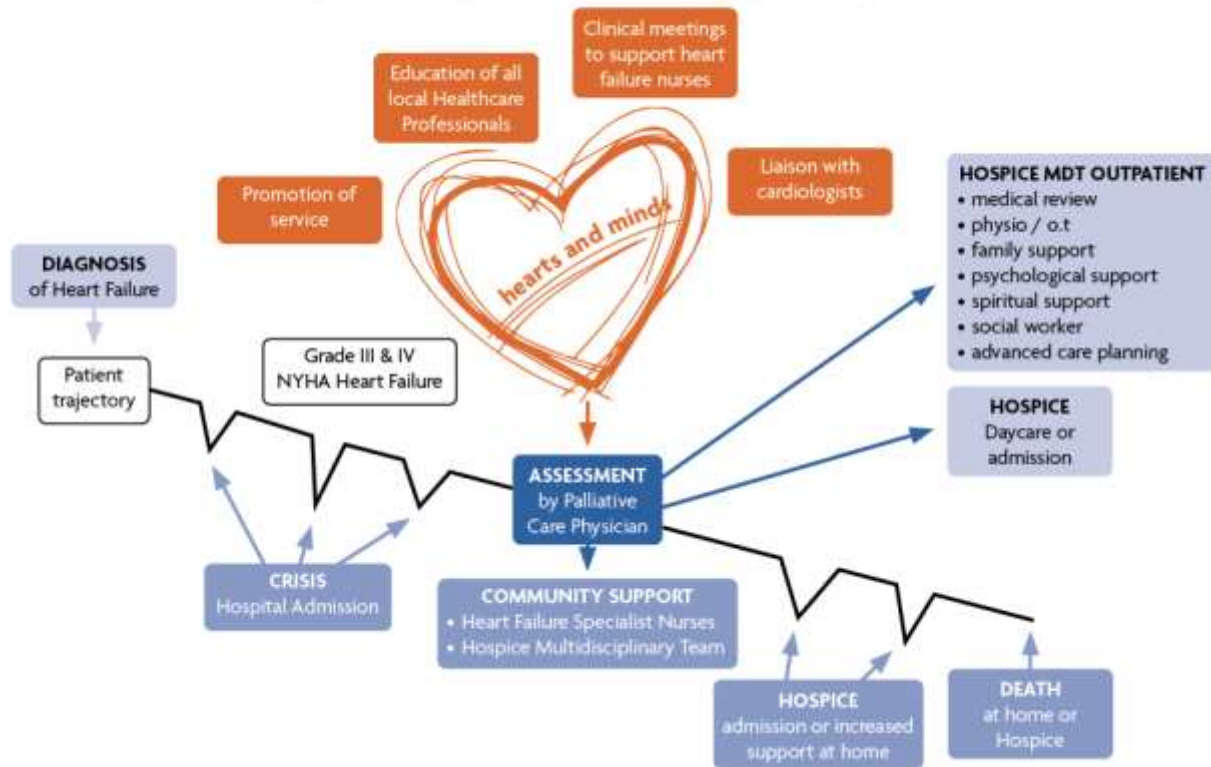 Clinical meetings
to support heart
failure nurses
Education of all
local Healthcare
Professionals
Liaison with
cardiologists
Promotion of
service
hearts and minds
HOSPICE MDT OUTPATIENT
• medical review
• physio / o.t
• family support
• psychological support
• spiritual support
• social worker
• advanced care planning
DIAGNOSIS
of Heart Failure
Patient
trajectory
Grade III & IV
NYHA Heart Failure
HOSPICE
Daycare or
admission
ASSESSMENT
by Palliative
Care Physician
CRISIS
Hospital Admission
COMMUNITY SUPPORT
• Heart Failure Specialist Nurses
• Hospice Multidisciplinary Team
HOSPICE
admission or increased
support at home
DEATH
at home or
Hospice